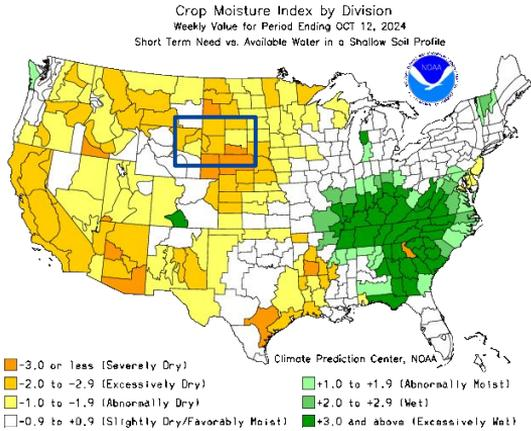 Crop Moisture Index by Division
Weekly Value for Period Ending OCT 12, 2024
Short Term Need vs. Available Water in a Shallow Soil Profile
NOAA
Climate Prediction Center, NOAA
-3.0 or less (Severely Dry)
-2.0 to -2.9 (Excessively Dry)
-1.0 to -1.9 (Abnormally Dry)
-0.9 to +0.9 (Slightly Dry/Favorably Moist)
+1.0 to +1.9 (Abnormally Moist)
+2.0 to +2.9 (Wet)
+3.0 and above (Excessively Wet)